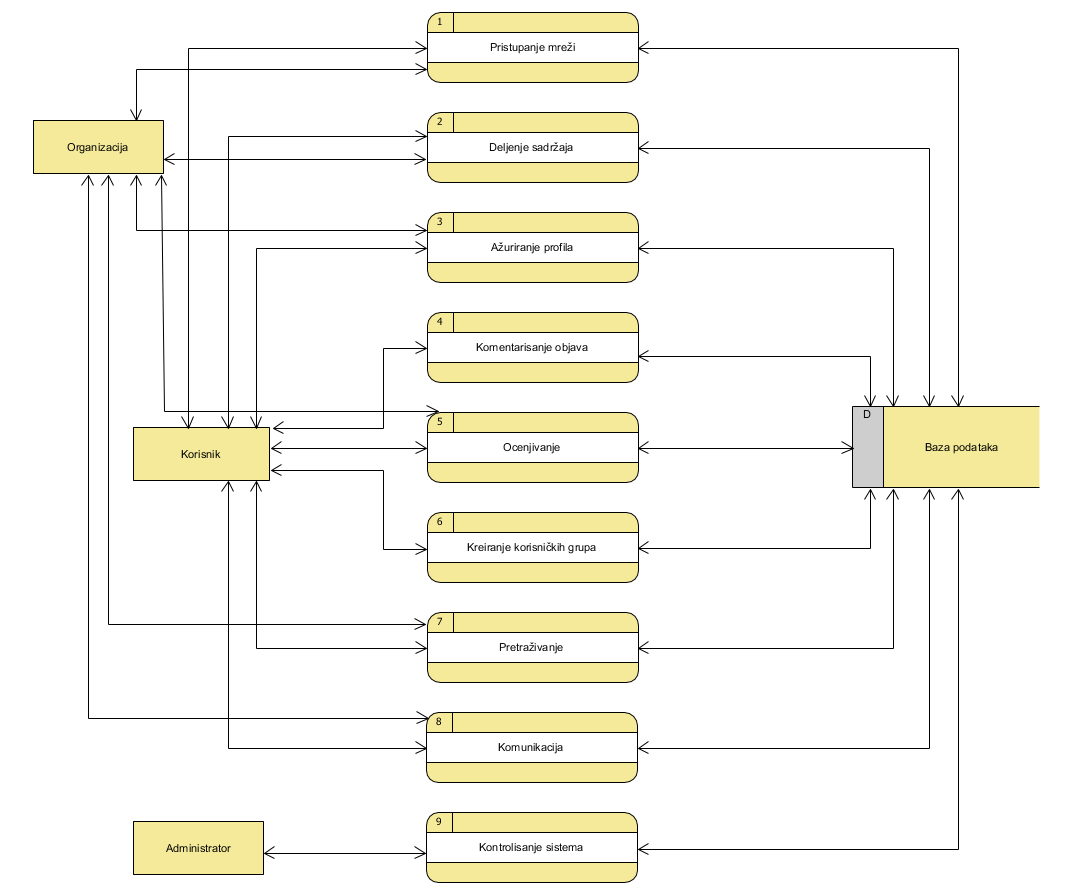 1
Pristupanje mreži
2
Deljenje sadržaja
Organizacija
3
Ažuriranje profila
4
Komentarisanje objava
D
5
Ocenjivanje
Baza podataka
Korisnik
6
Kreiranje korisničkih grupa
7
Pretraživanje
8
Komunikacija
9
Kontrolisanje sistema
Administrator